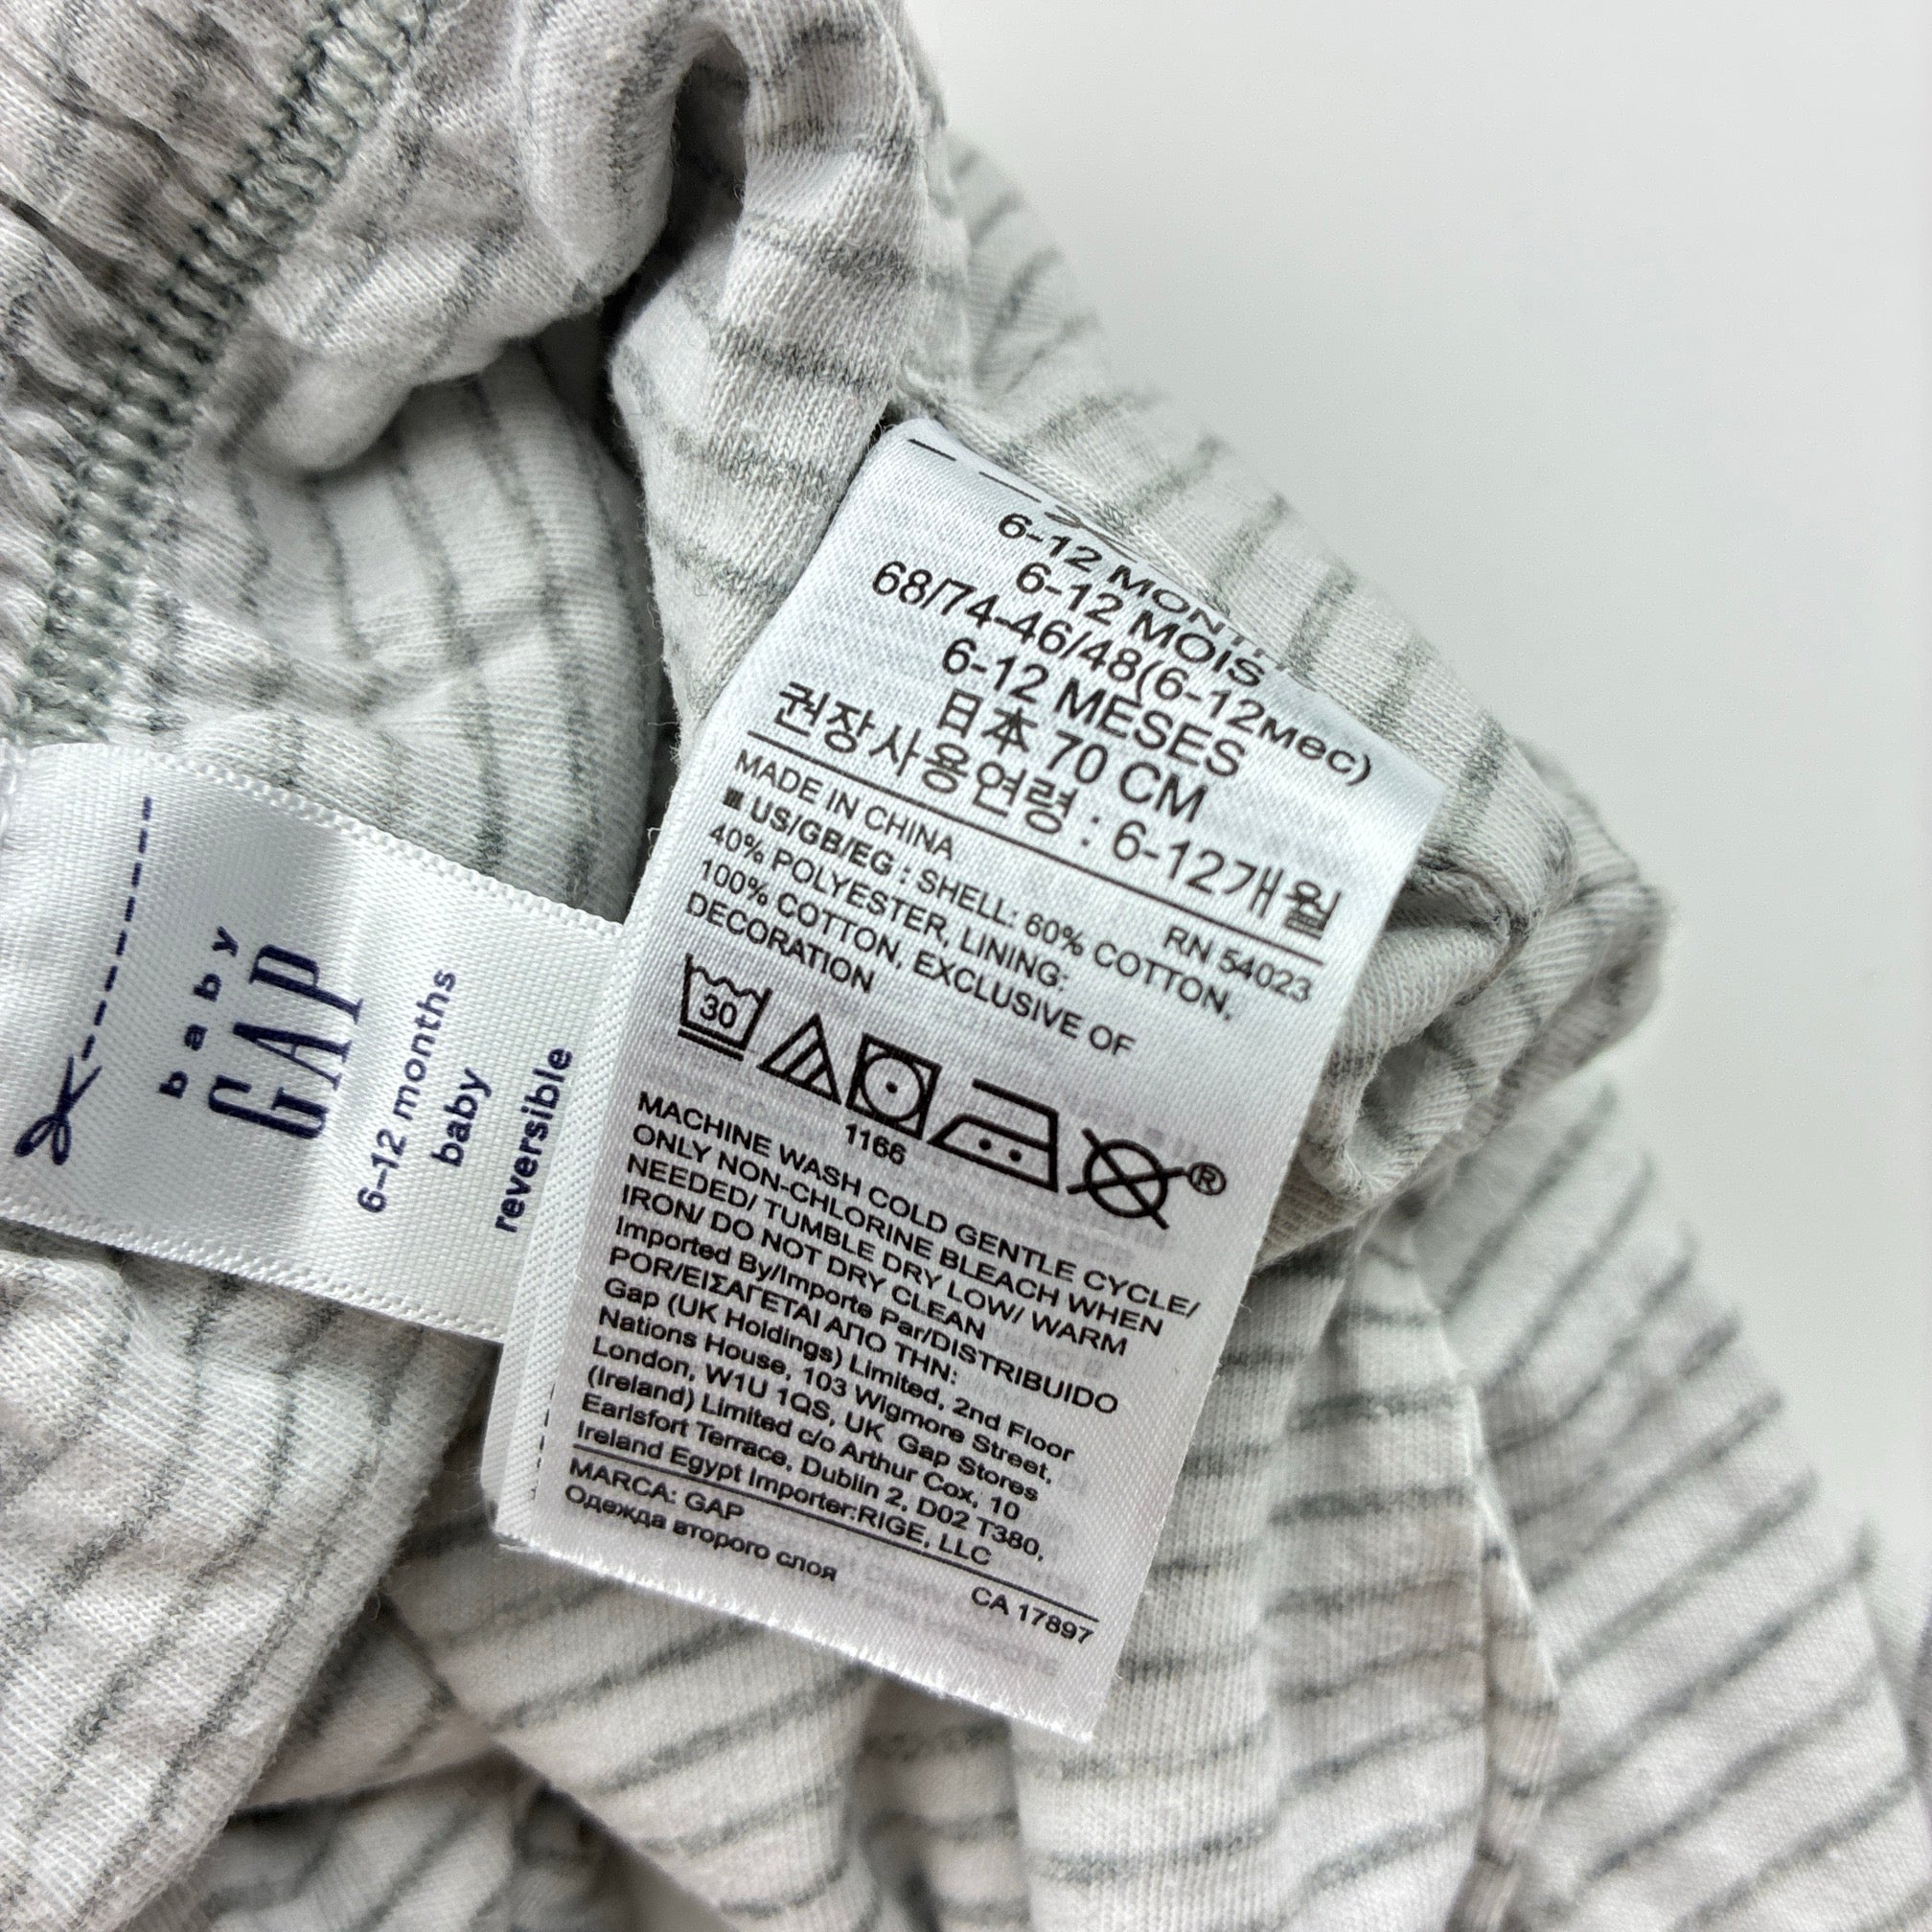 baby
GAP
6-12 months
baby
reversible
6-12
6-12 MOIS
68/74-46/48(6-12мес)
6-12 MESES
日本 70 CM
권장사용연령 : 6-12개월
MADE IN CHINA RN 54023
■ US/GB/EG : SHELL: 60% COTTON,
40% POLYESTER, LINING:
100% COTTON, EXCLUSIVE OF
DECORATION
30
1166
®
MACHINE WASH COLD GENTLE CYCLE/
ONLY NON-CHLORINE BLEACH WHEN
NEEDED/ TUMBLE DRY LOW/ WARM
IRON/ DO NOT DRY CLEAN
Imported By/Importe Par/DISTRIBUIDO
POR/ΕΙΣΑΓΕΤΑΙ ΑΠΟ ΤΗΝ:
Gap (UK Holdings) Limited, 2nd Floor
Nations House, 103 Wigmore Street,
London, W1U 1QS, UK Gap Stores
(Ireland) Limited c/o Arthur Cox, 10
Earlsfort Terrace, Dublin 2, D02 T380,
Ireland Egypt Importer:RIGE, LLC
MARCA: GAP CA 17897
Одежда второго слоя